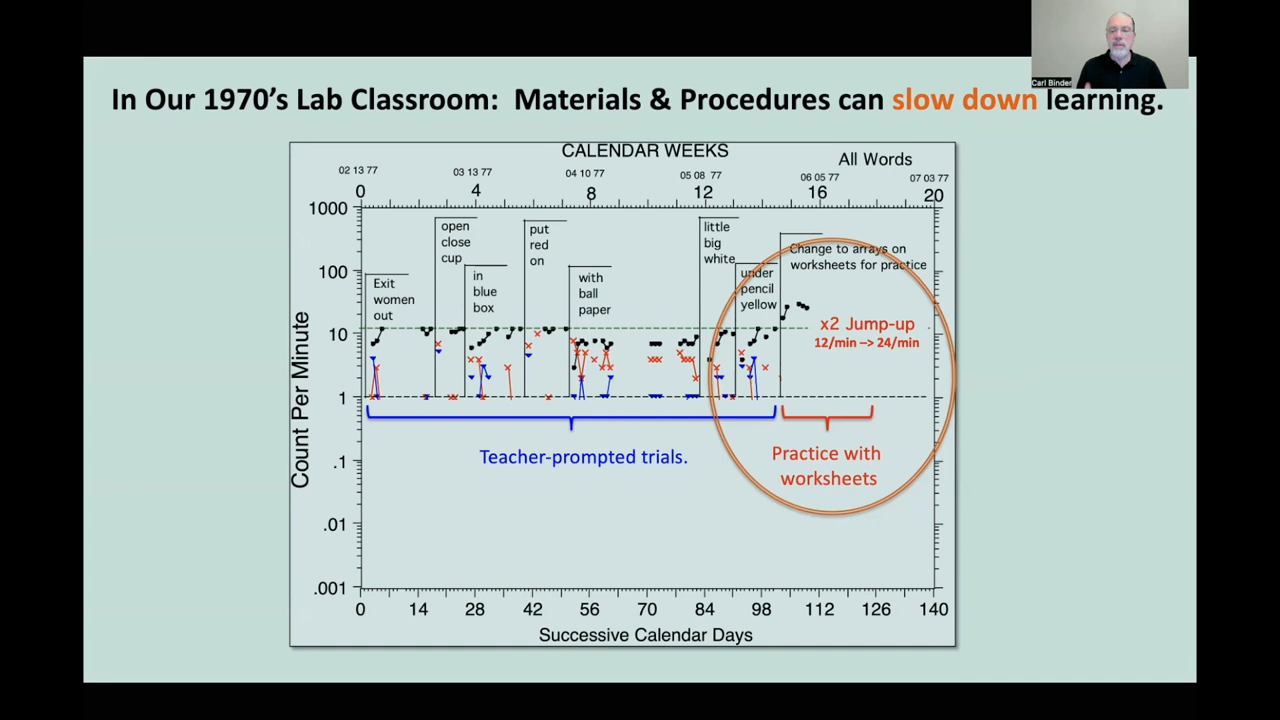 Carl Binder
In Our 1970's Lab Classroom: Materials & Procedures can slow down learning.
CALENDAR WEEKS
All Words
02 13 77
03 13 77
04 10 77
05 08 77
06 05 77
07 03 77
0
4
8
12
16
20
1000
100
10
1
.1
.01
.001
Count Per Minute
Exit
women
out
open
close
cup
in
blue
box
put
red
on
with
ball
paper
little
big
white
under
pencil
yellow
Change to arrays on
worksheets for practice
x2 Jump-up
12/min --> 24/min
Teacher-prompted trials.
Practice with
worksheets
0
14
28
42
56
70
84
98
112
126
140
Successive Calendar Days